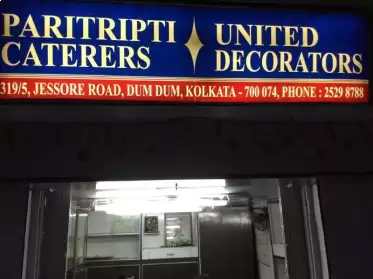 PARITRIPTI UNITED
CATERERS DECORATORS
319/5, JESSORE ROAD, DUM DUM, KOLKATA - 700 074, PHONE : 2529 8788